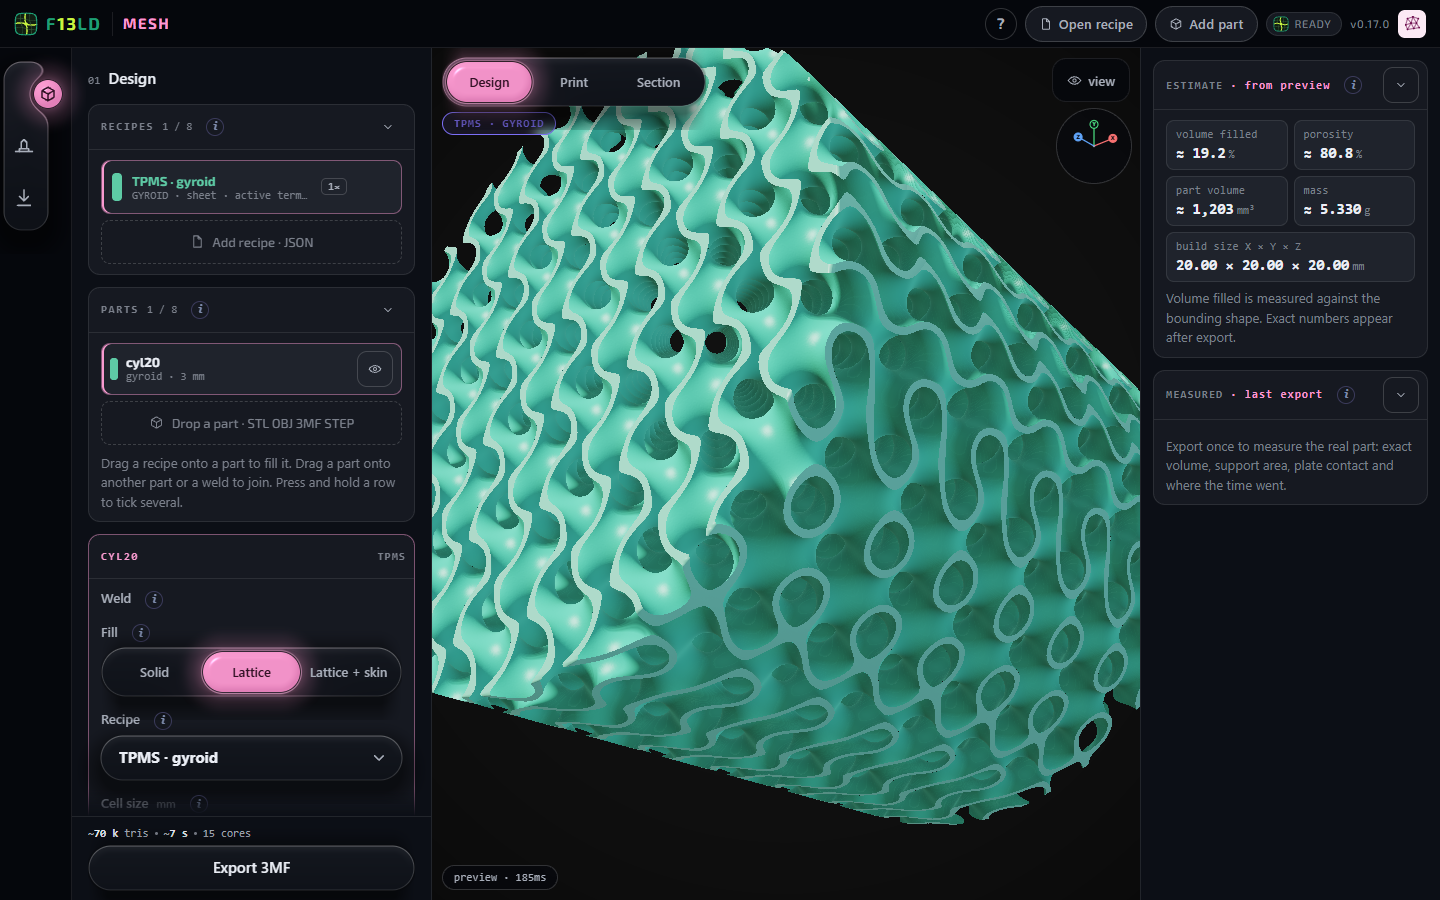 F13LD MESH
? Open recipe Add part READY v0.17.0
01 Design
RECIPES 1 / 8 i
TPMS · gyroid
GYROID · sheet · active term… 1×
Add recipe · JSON
PARTS 1 / 8 i
cyl20
gyroid · 3 mm
Drop a part · STL OBJ 3MF STEP
Drag a recipe onto a part to fill it. Drag a part onto
another part or a weld to join. Press and hold a row
to tick several.
CYL20 TPMS
Weld i
Fill i
Solid Lattice Lattice + skin
Recipe i
TPMS · gyroid
Cell size mm i
~70 k tris • ~7 s • 15 cores
Export 3MF
Design Print Section
TPMS · GYROID
view
Y
Z X
preview · 185ms
ESTIMATE · from preview i
volume filled
≈ 19.2 %
porosity
≈ 80.8 %
part volume
≈ 1,203 mm³
mass
≈ 5.330 g
build size X × Y × Z
20.00 × 20.00 × 20.00 mm
Volume filled is measured against the
bounding shape. Exact numbers appear
after export.
MEASURED · last export i
Export once to measure the real part: exact
volume, support area, plate contact and
where the time went.